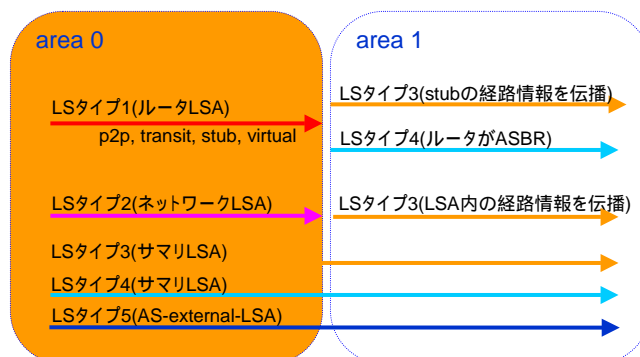 area 0
area 1
LSタイプ1(ルータLSA)
p2p, transit, stub, virtual
LSタイプ3(stubの経路情報を伝播)
LSタイプ4(ルータがASBR)
LSタイプ2(ネットワークLSA)
LSタイプ3(LSA内の経路情報を伝播)
LSタイプ3(サマリLSA)
LSタイプ4(サマリLSA)
LSタイプ5(AS-external-LSA)